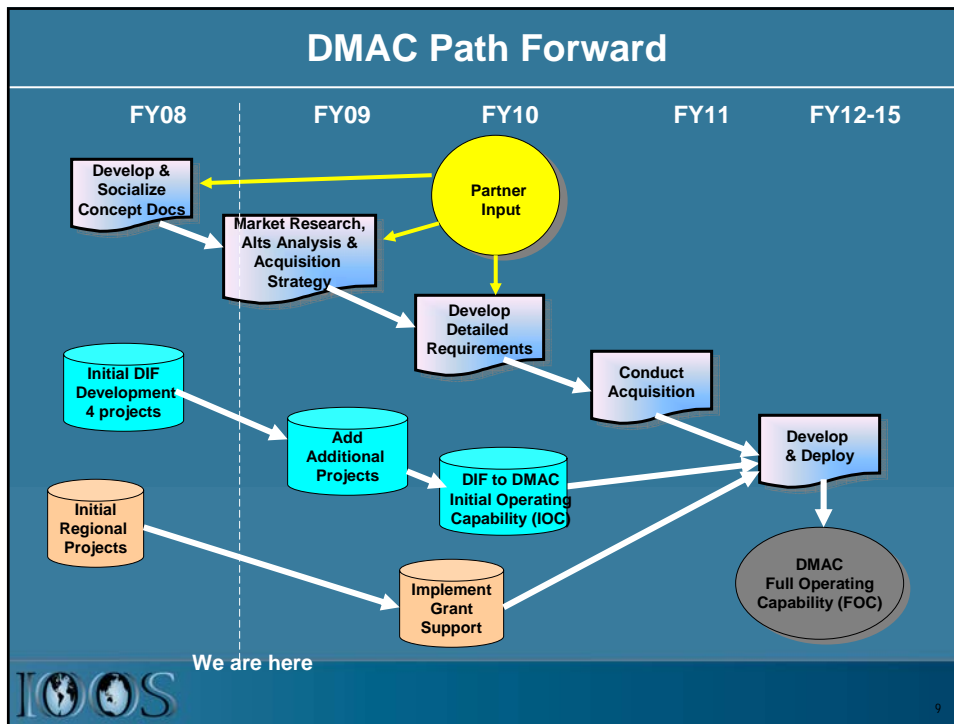 DMAC Path Forward
FY08
FY09
FY10
FY11
FY12-15
Develop &
Socialize
Concept Docs
Partner
Input
Market Research,
Alts Analysis &
Acquisition
Strategy
Develop
Detailed
Requirements
Conduct
Acquisition
Develop
& Deploy
Initial DIF
Development
4 projects
Add
Additional
Projects
DIF to DMAC
Initial Operating
Capability (IOC)
Initial
Regional
Projects
Implement
Grant
Support
DMAC
Full Operating
Capability (FOC)
We are here
IOOS
9